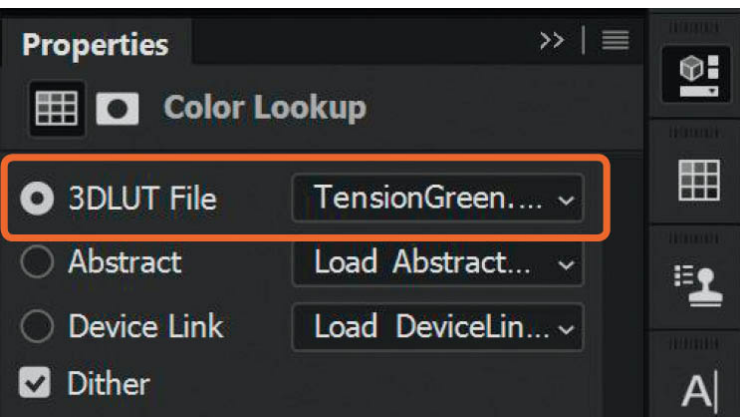 Properties
Color Lookup
3DLUT File TensionGreen....
Abstract Load Abstract...
Device Link Load DeviceLin...
Dither
A|